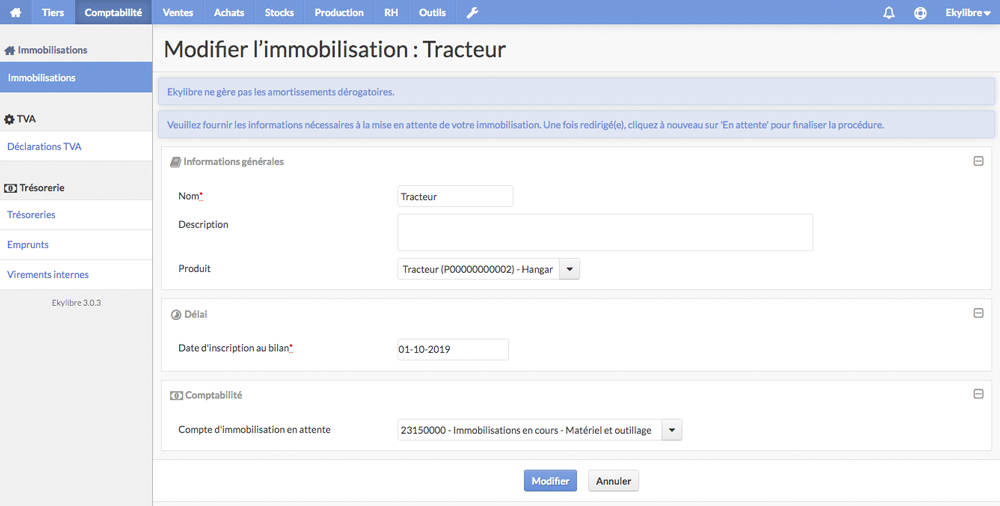 Tiers Comptabilité Ventes Achats Stocks Production RH Outils Ekylibre
Immobilisations
Immobilisations
TVA
Déclarations TVA
Trésorerie
Trésoreries
Emprunts
Virements internes
Ekylibre 3.0.3
Modifier l'immobilisation : Tracteur
Ekylibre ne gère pas les amortissements dérogatoires.
Veuillez fournir les informations nécessaires à la mise en attente de votre immobilisation. Une fois redirigé(e), cliquez à nouveau sur 'En attente' pour finaliser la procédure.
Informations générales
Nom* Tracteur
Description
Produit Tracteur (P00000000002) - Hangar
Délai
Date d'inscription au bilan* 01-10-2019
Comptabilité
Compte d'immobilisation en attente 23150000 - Immobilisations en cours - Matériel et outillage
Modifier Annuler